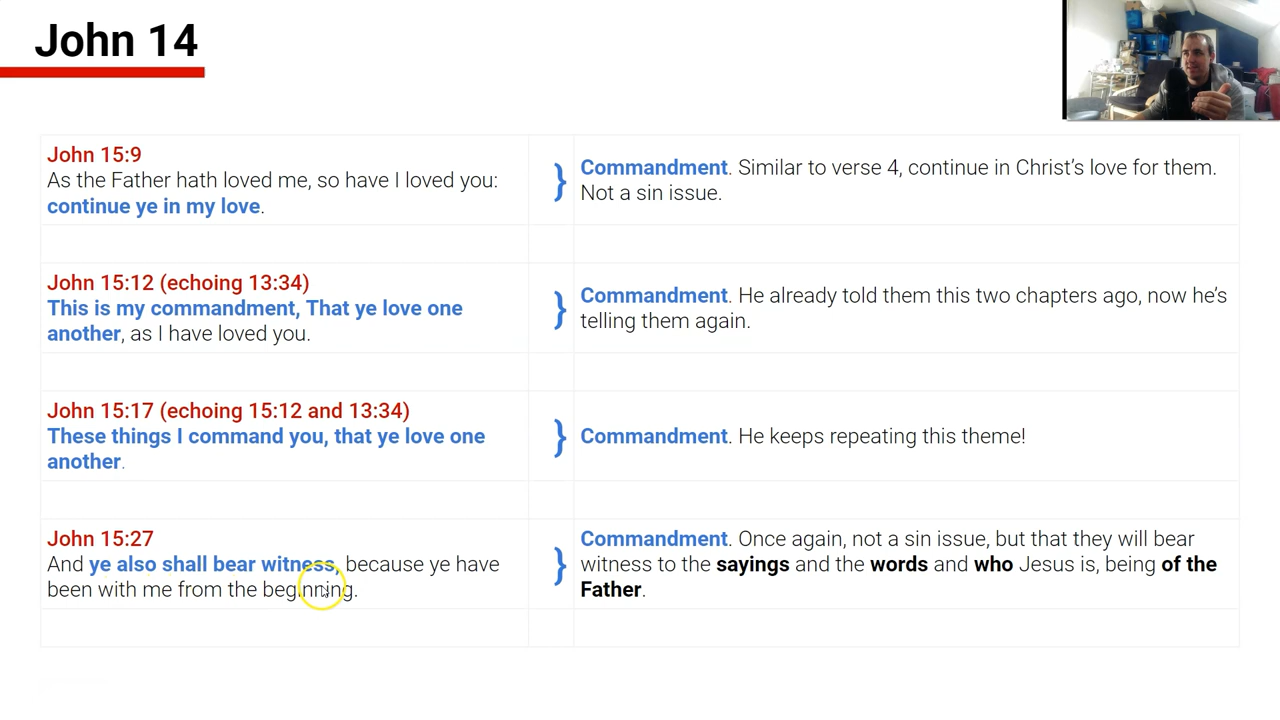 John 14
John 15:9
As the Father hath loved me, so have I loved you:
continue ye in my love.
} Commandment. Similar to verse 4, continue in Christ's love for them.
Not a sin issue.
John 15:12 (echoing 13:34)
This is my commandment, That ye love one
another, as I have loved you.
} Commandment. He already told them this two chapters ago, now he's
telling them again.
John 15:17 (echoing 15:12 and 13:34)
These things I command you, that ye love one
another.
} Commandment. He keeps repeating this theme!
John 15:27
And ye also shall bear witness, because ye have
been with me from the beginning.
} Commandment. Once again, not a sin issue, but that they will bear
witness to the sayings and the words and who Jesus is, being of the
Father.